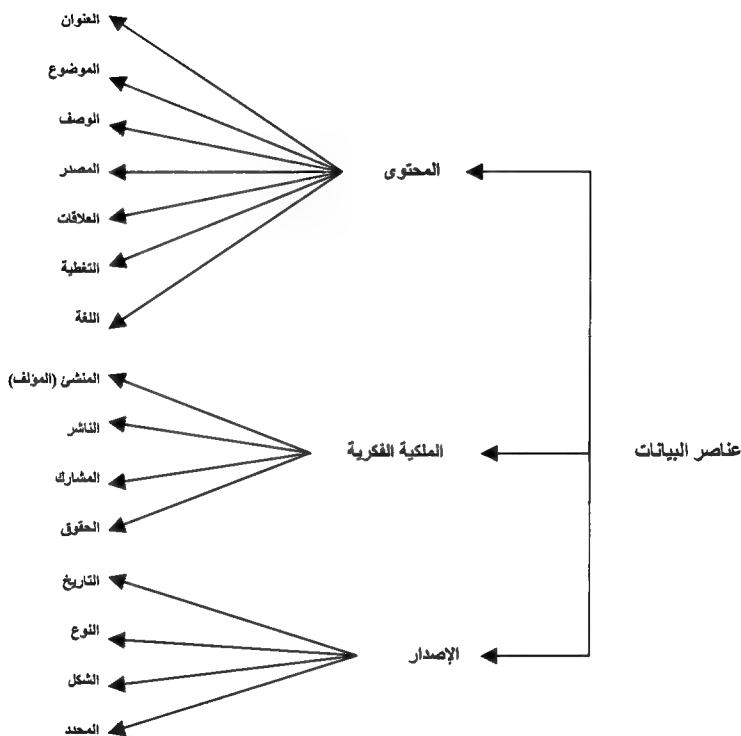 عناصر البيانات
المحتوى
العنوان
الموضوع
الوصف
المصدر
العلاقات
التغطية
اللغة
الملكية الفكرية
المنشئ (المؤلف)
الناشر
المشارك
الحقوق
الإصدار
التاريخ
النوع
الشكل
المحدد